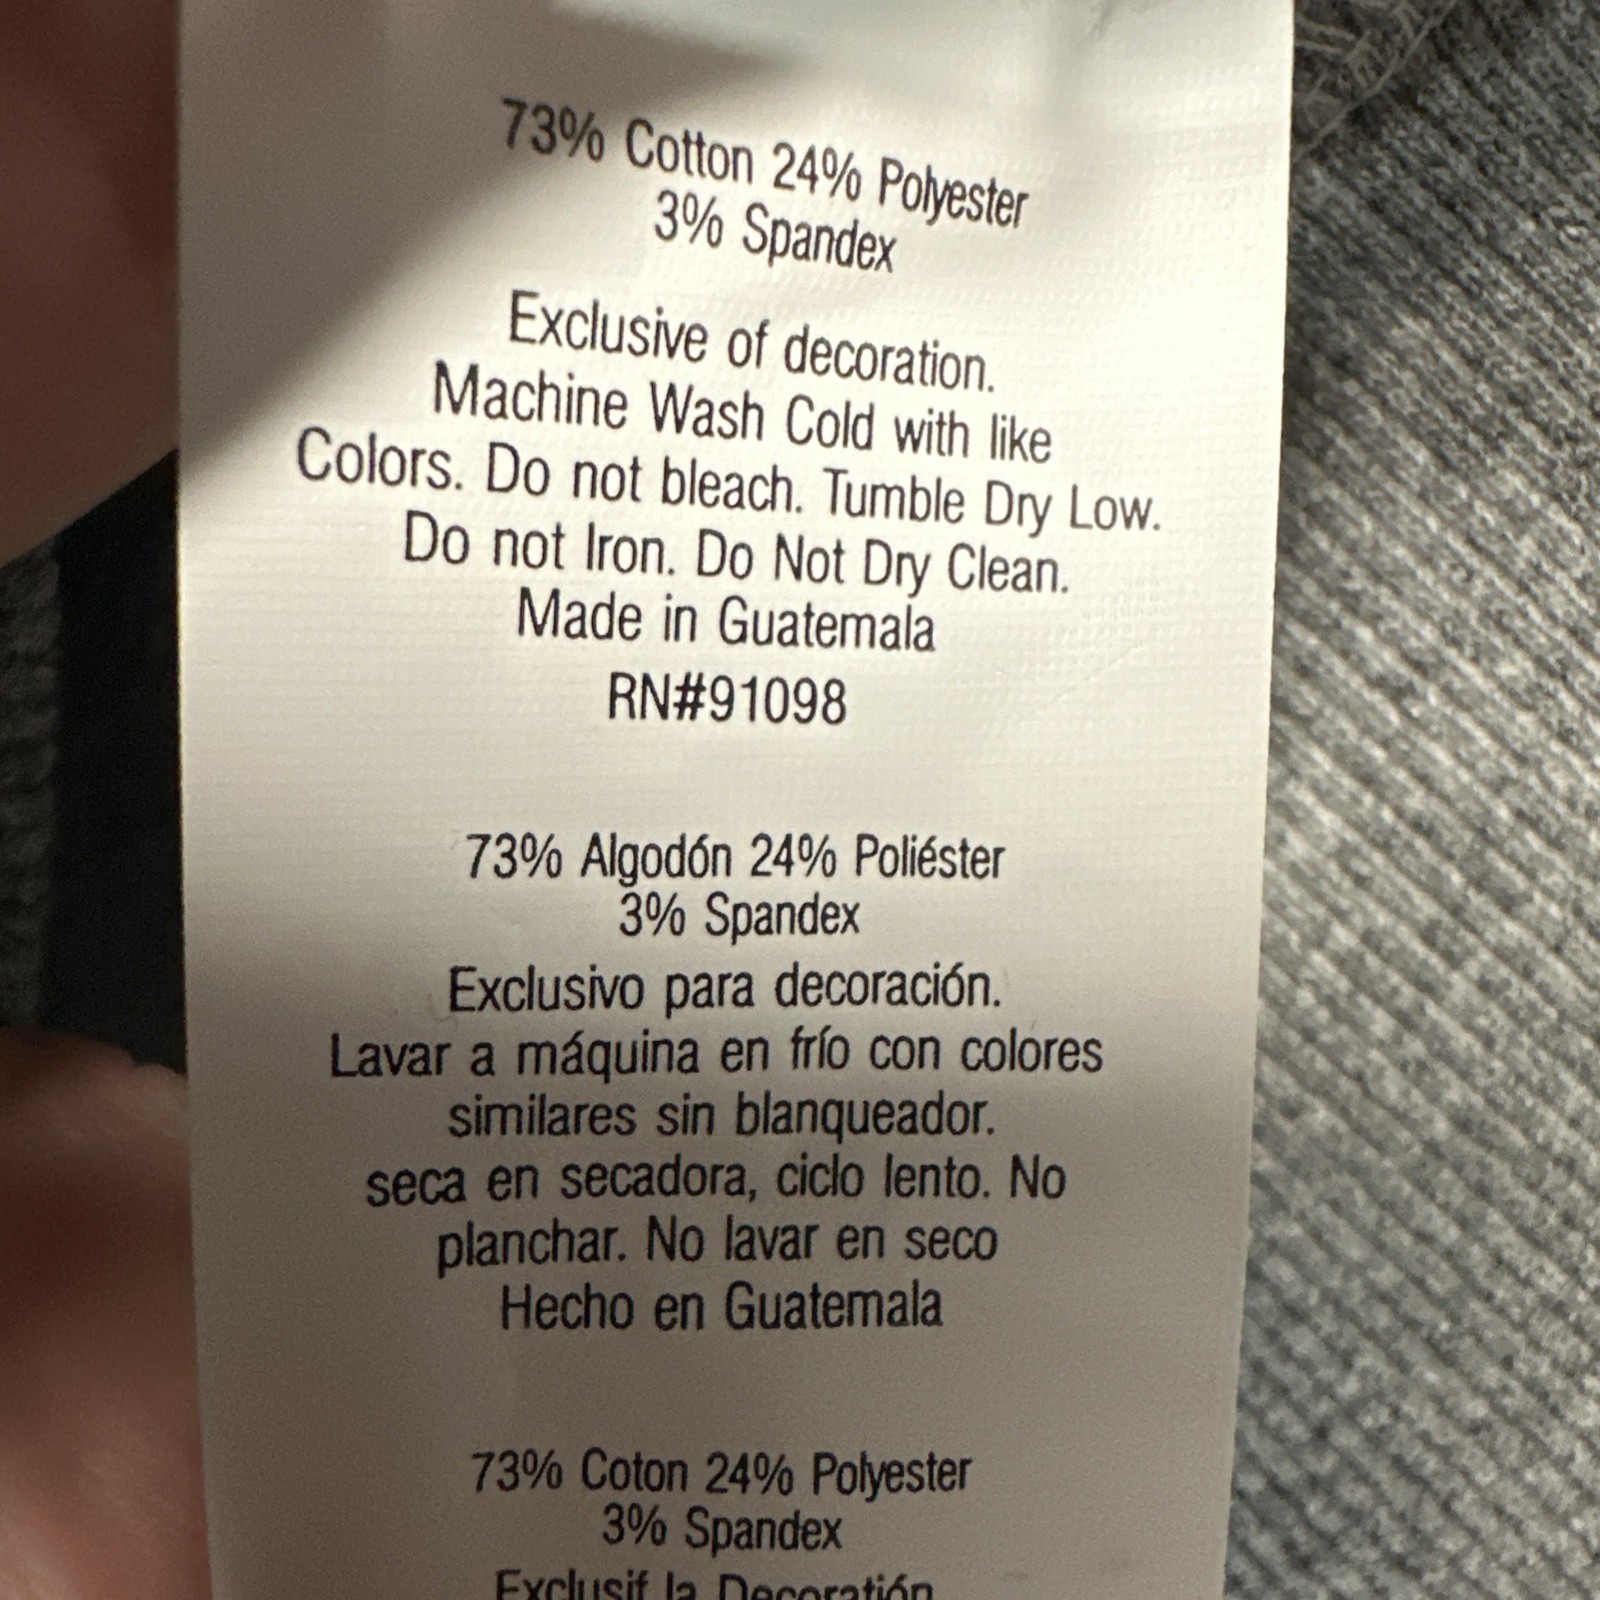 73% Cotton 24% Polyester
3% Spandex
Exclusive of decoration.
Machine Wash Cold with like
Colors. Do not bleach. Tumble Dry Low.
Do not Iron. Do Not Dry Clean.
Made in Guatemala
RN#91098
73% Algodón 24% Poliéster
3% Spandex
Exclusivo para decoración.
Lavar a máquina en frío con colores
similares sin blanqueador.
seca en secadora, ciclo lento. No
planchar. No lavar en seco
Hecho en Guatemala
73% Coton 24% Polyester
3% Spandex
Exclusif la Decoratión